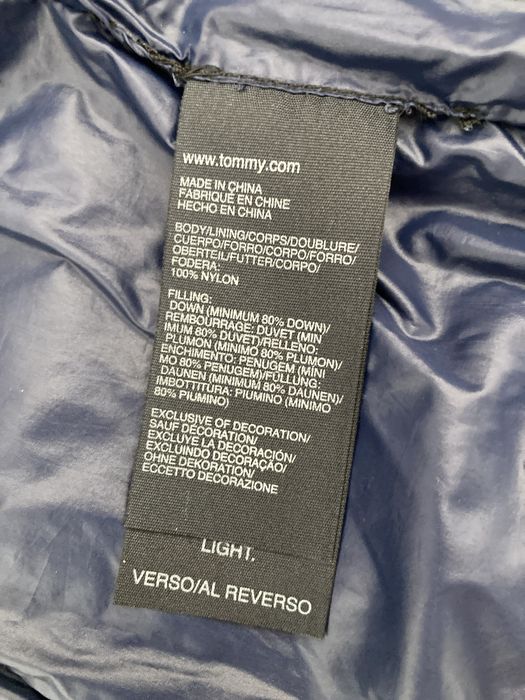 www.tommy.com
MADE IN CHINA
FABRIQUÉ EN CHINE
HECHO EN CHINA
BODY/LINING/CORPS/DOUBLURE/
CUERPO/FORRO/CORPO/FORRO/
OBERTEIL/FUTTER/CORPO/
FODERA:
100% NYLON
FILLING:
DOWN (MINIMUM 80% DOWN)/
REMBOURRAGE: DUVET (MIN
IMUM 80% DUVET)/RELLENO:
PLUMON (MINIMO 80% PLUMON)/
ENCHIMENTO: PENUGEM (MÍNI
MO 80% PENUGEM)/FÜLLUNG:
DAUNEN (MINIMUM 80% DAUNEN)/
IMBOTTITURA: PIUMINO (MINIMO
80% PIUMINO)
EXCLUSIVE OF DECORATION/
SAUF DÉCORATION/
EXCLUYE LA DECORACIÓN/
EXCLUINDO DECORAÇÃO/
OHNE DEKORATION/
ECCETTO DECORAZIONE
LIGHT.
VERSO/AL REVERSO